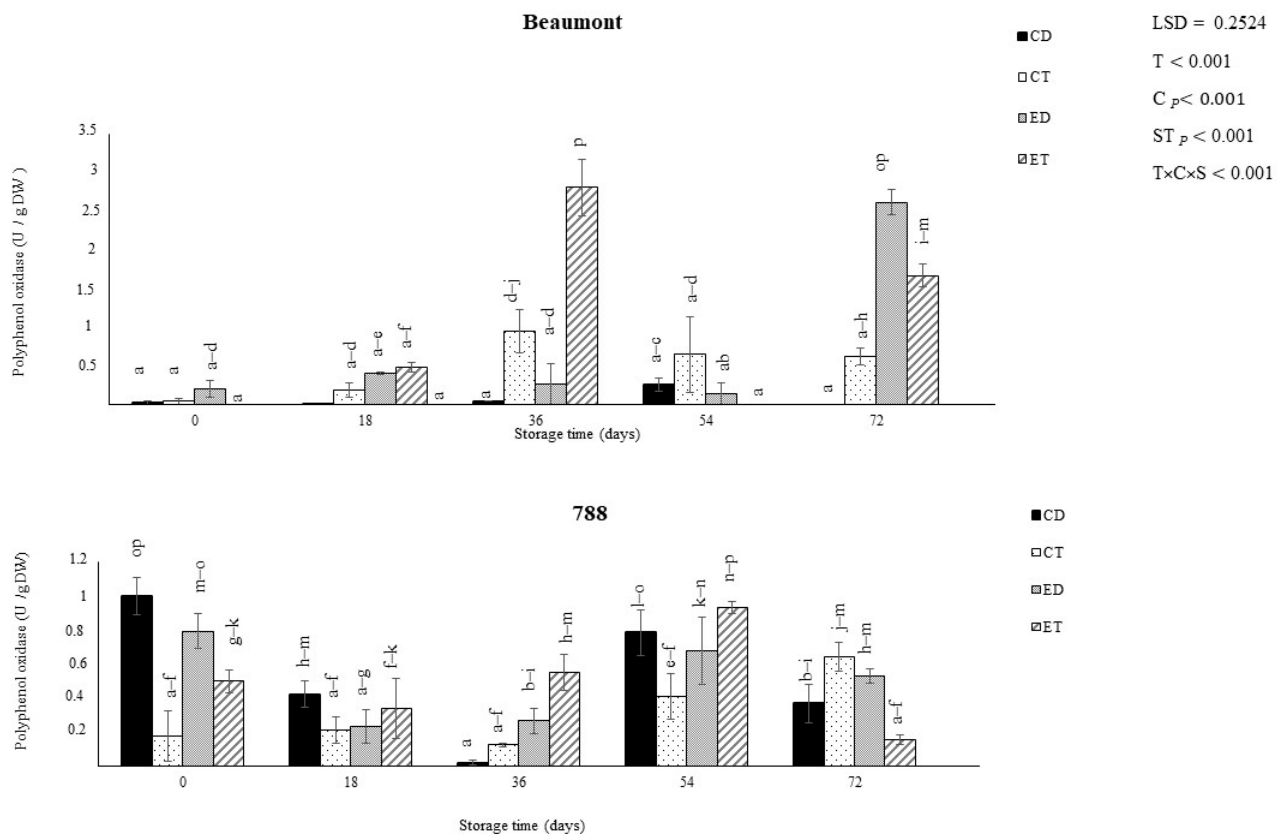 Beaumont
Polyphenol oxidase (U / gDW)
3.5
3
2.5
2
1.5
1
0.5
a
a
a–d
a
a–d
a–e
a–f
a
a
d–j
a–d
p
a–c
a–d
ab
a
a
a–h
op
i–m
0
18
36
54
72
Storage time (days)
CD
CT
ED
ET
LSD = 0.2524
T < 0.001
C P< 0.001
ST P < 0.001
T×C×S < 0.001
788
Polyphenol oxidase (U /gDW)
1.2
1
0.8
0.6
0.4
0.2
op
a–f
m–o
g–k
h–m
a–f
a–g
f–k
a
a–f
b–i
h–m
l–o
e–f
k–n
n–p
b–i
j–m
h–m
a–f
0
18
36
54
72
Storage time (days)
CD
CT
ED
ET